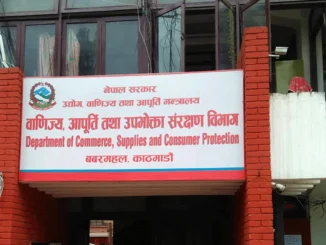 नेपाल सरकार
उद्योग, वाणिज्य तथा आपूर्ति मन्त्रालय
वाणिज्य, आपूर्ति तथा उपभोक्ता संरक्षण विभाग
Department of Commerce, Supplies and Consumer Protection
बबरमहल, काठमाडौं